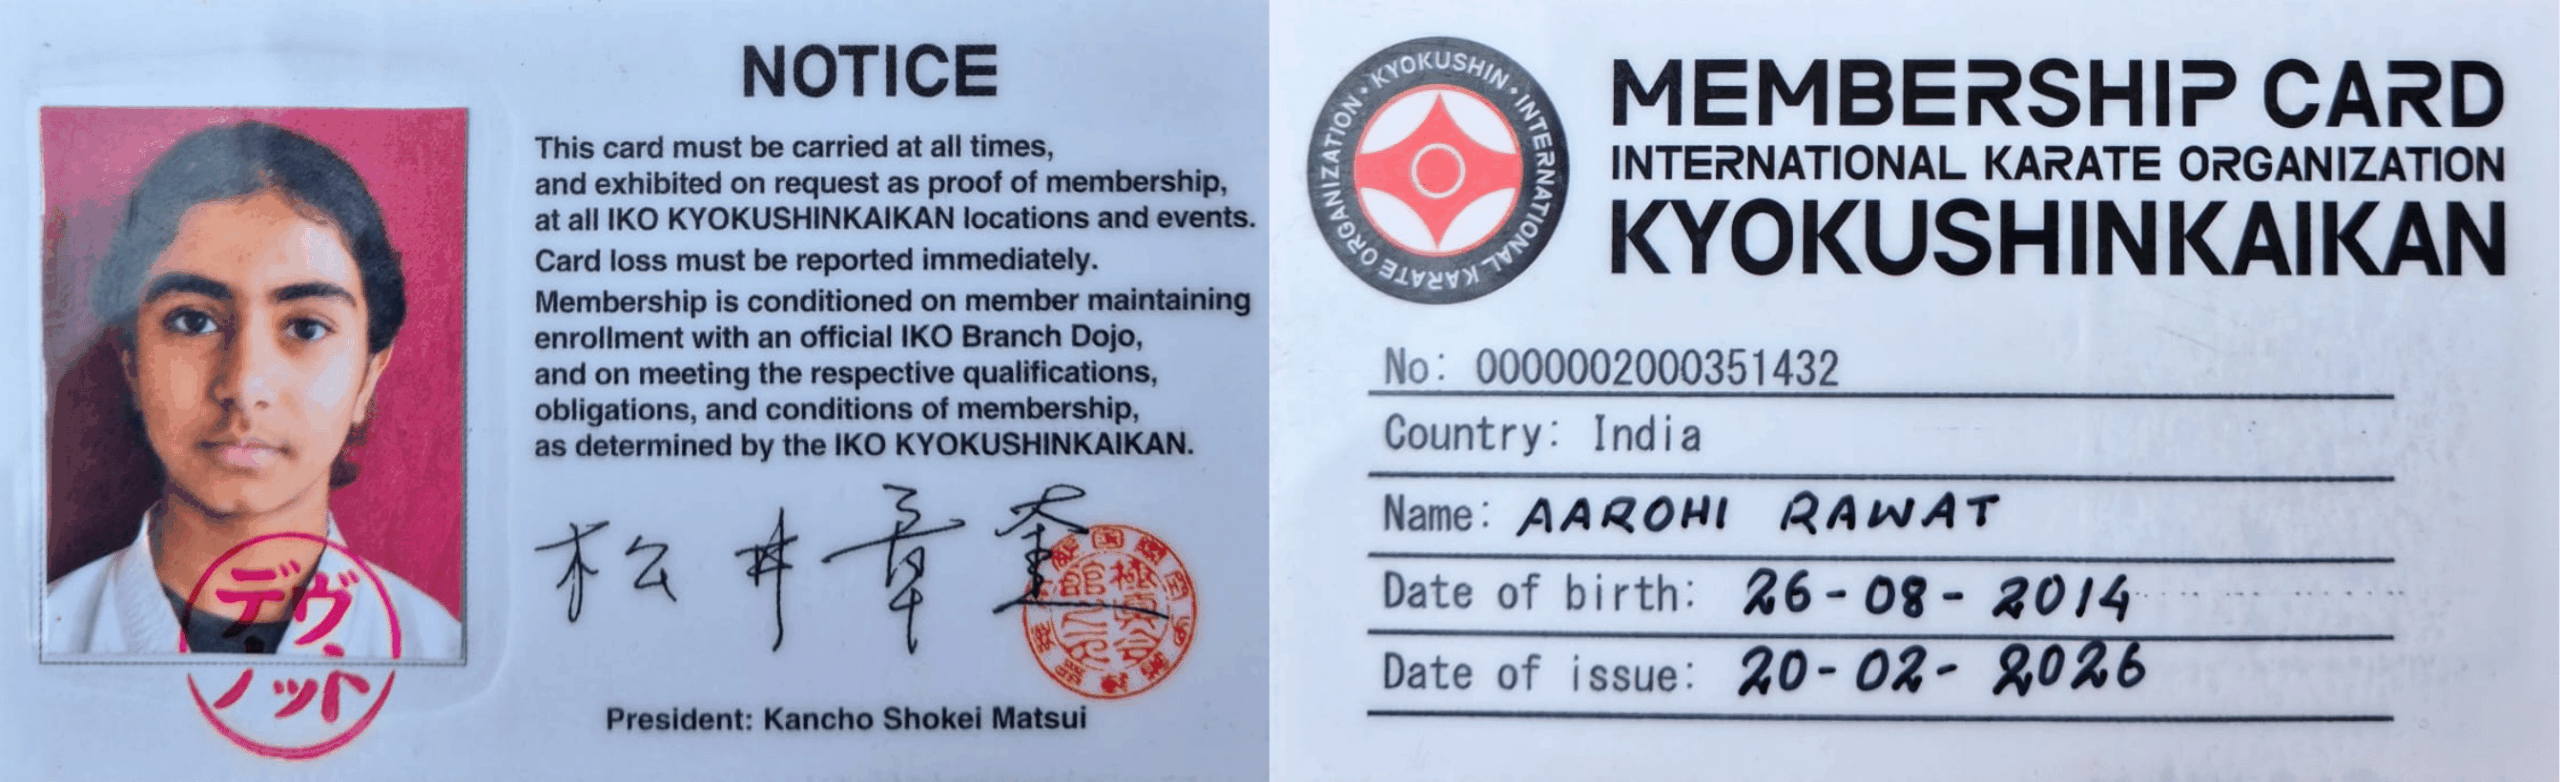 NOTICE
This card must be carried at all times,
and exhibited on request as proof of membership,
at all IKO KYOKUSHINKAIKAN locations and events.
Card loss must be reported immediately.
Membership is conditioned on member maintaining
enrollment with an official IKO Branch Dojo,
and on meeting the respective qualifications,
obligations, and conditions of membership,
as determined by the IKO KYOKUSHINKAIKAN.
松井章奎
President: Kancho Shokei Matsui
KYOKUSHIN • INTERNATIONAL KARATE ORGANIZATION •
MEMBERSHIP CARD
INTERNATIONAL KARATE ORGANIZATION
KYOKUSHINKAIKAN
No: 0000002000351432
Country: India
Name: AAROHI RAWAT
Date of birth: 26-08-2014
Date of issue: 20-02-2026